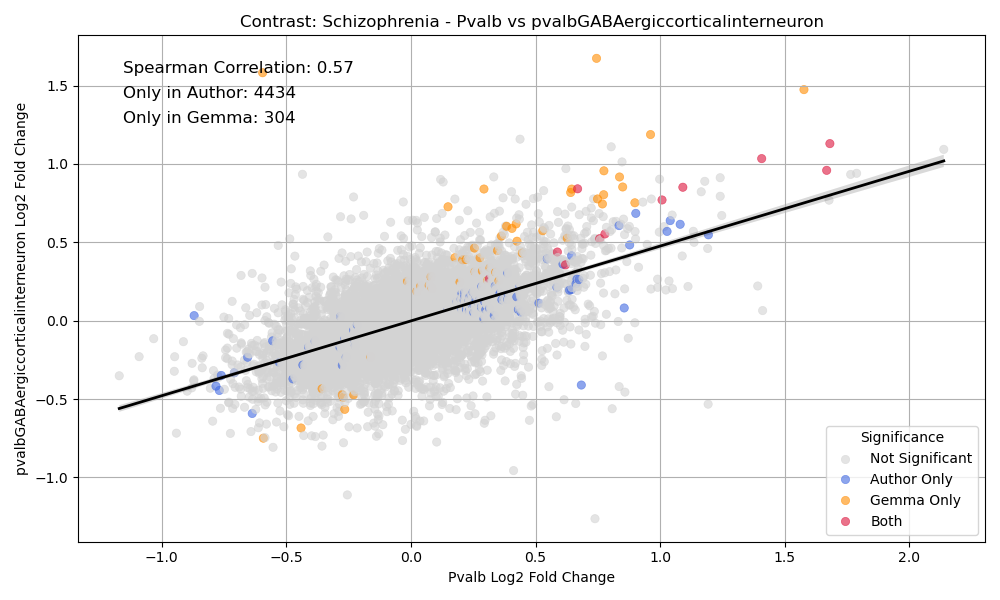 Contrast: Schizophrenia - Pvalb vs pvalbGABAergiccorticalinterneuron
Spearman Correlation: 0.57
Only in Author: 4434
Only in Gemma: 304
pvalbGABAergiccorticalinterneuron Log2 Fold Change
1.5
1.0
0.5
0.0
−0.5
−1.0
Significance
Not Significant
Author Only
Gemma Only
Both
−1.0 −0.5 0.0 0.5 1.0 1.5 2.0
Pvalb Log2 Fold Change